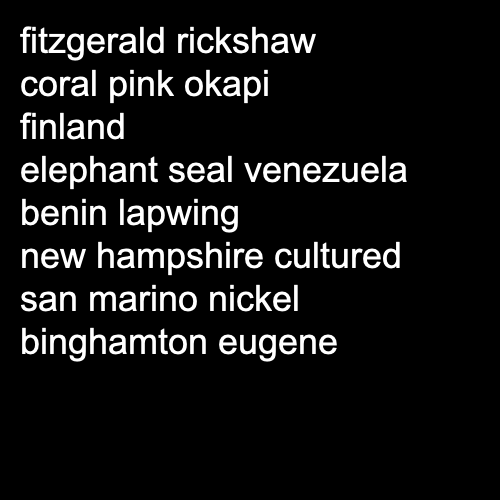 fitzgerald rickshaw
coral pink okapi
finland
elephant seal venezuela
benin lapwing
new hampshire cultured
san marino nickel
binghamton eugene